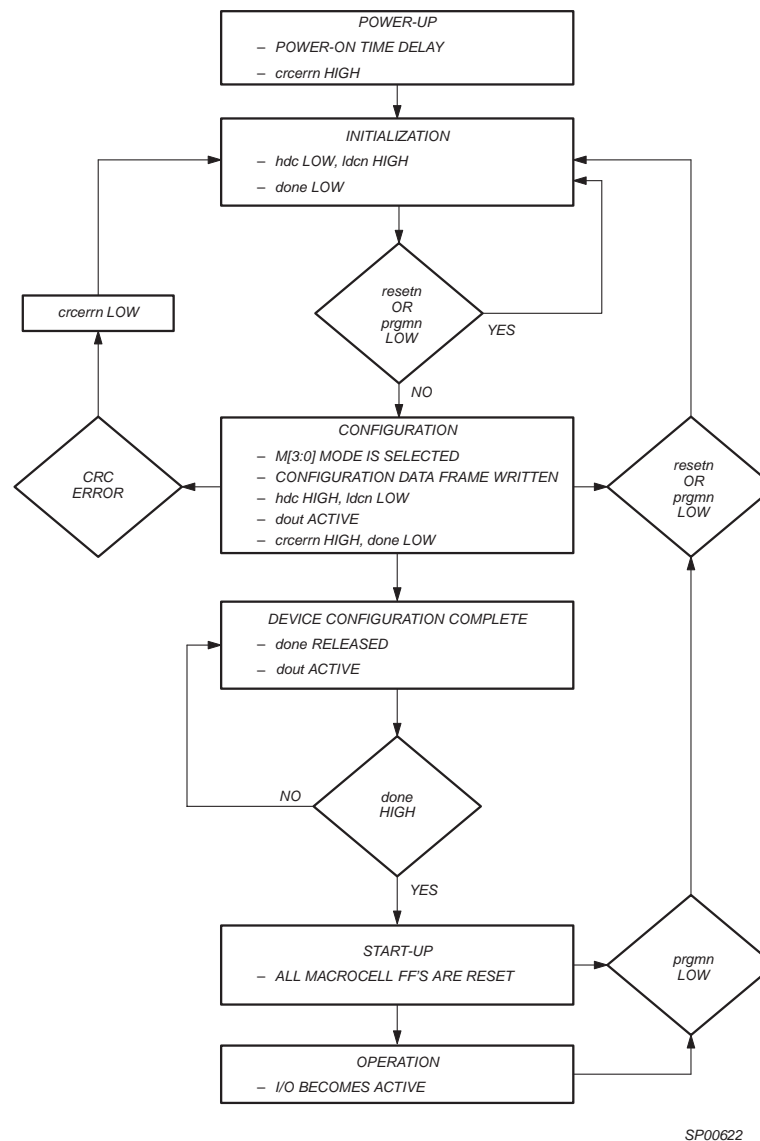 POWER-UP
– POWER-ON TIME DELAY
– crcerrn HIGH
INITIALIZATION
– hdc LOW, ldcn HIGH
– done LOW
resetn
OR
prgmn
LOW
YES
NO
crcerrn LOW
CRC
ERROR
CONFIGURATION
– M[3:0] MODE IS SELECTED
– CONFIGURATION DATA FRAME WRITTEN
– hdc HIGH, ldcn LOW
– dout ACTIVE
– crcerrn HIGH, done LOW
resetn
OR
prgmn
LOW
DEVICE CONFIGURATION COMPLETE
– done RELEASED
– dout ACTIVE
NO
done
HIGH
YES
START-UP
– ALL MACROCELL FF'S ARE RESET
prgmn
LOW
OPERATION
– I/O BECOMES ACTIVE
SP00622